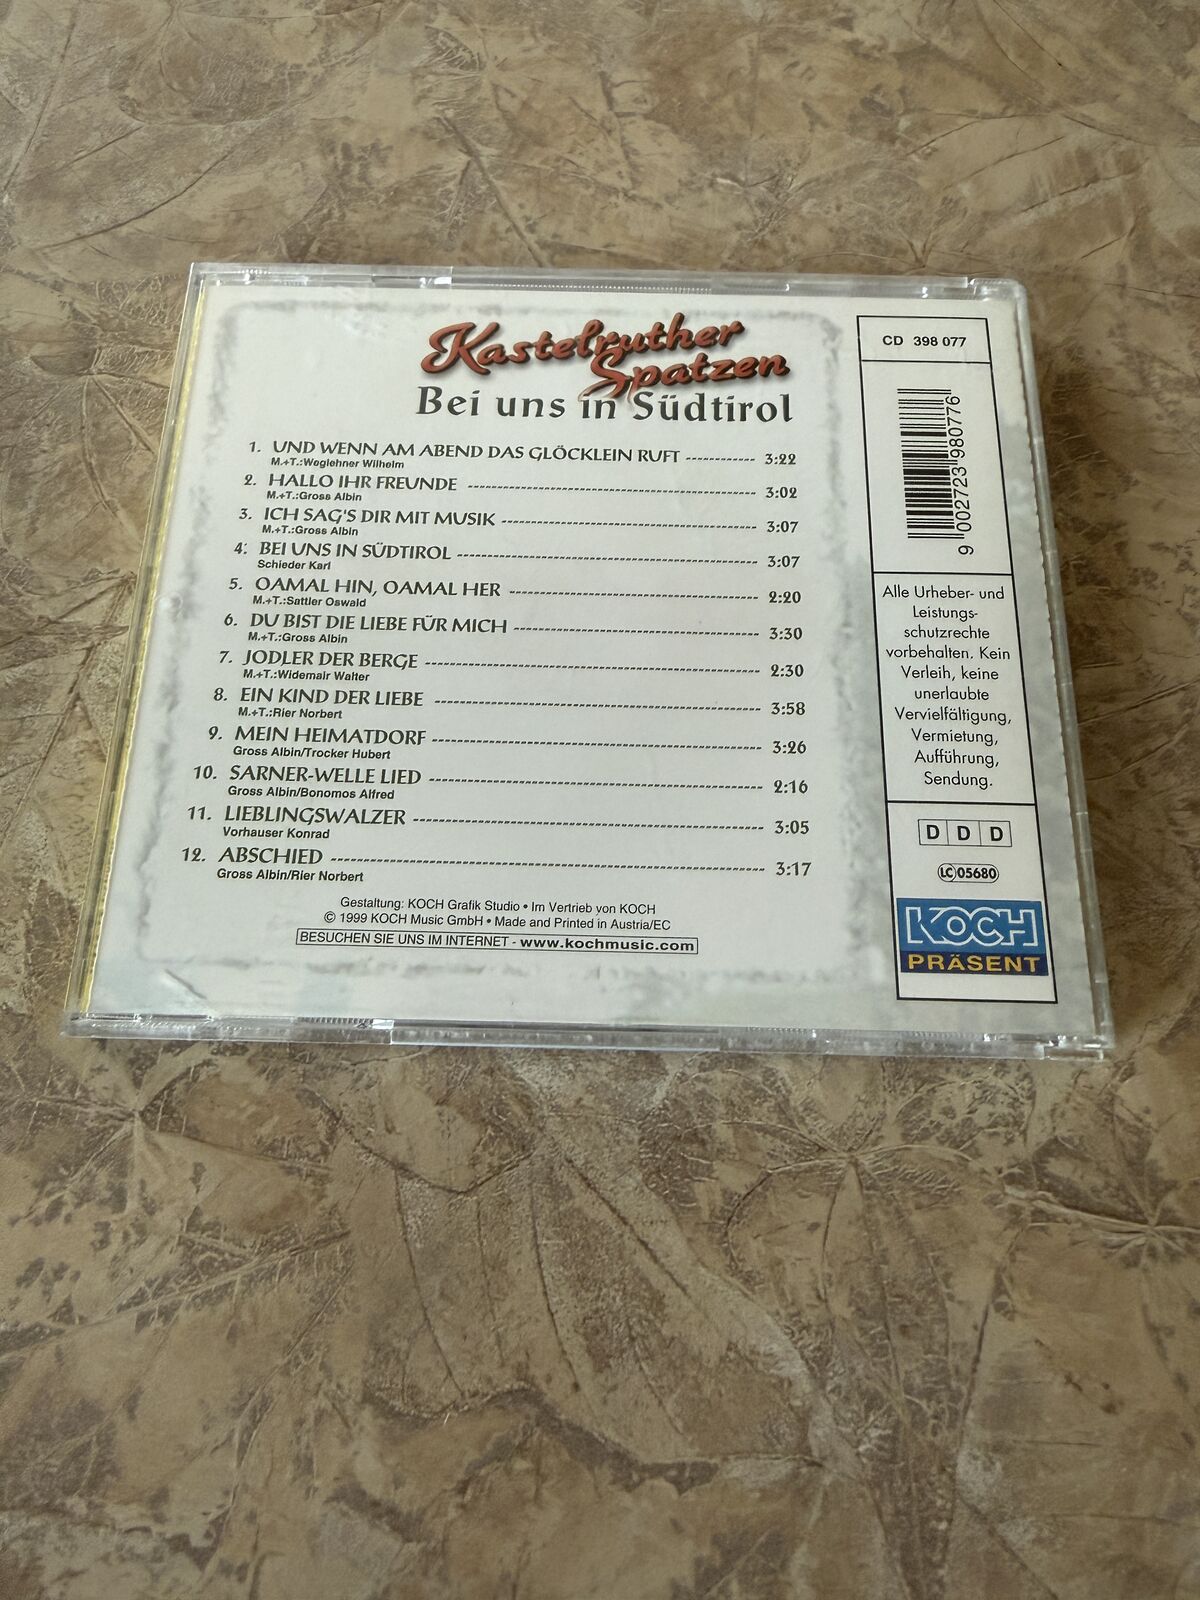 Kastelruther
Spatzen
Bei uns in Südtirol
1. UND WENN AM ABEND DAS GLÖCKLEIN RUFT ------------ 3:22
M.+T.:Weglehner Wilhelm
2. HALLO IHR FREUNDE ------------ 3:02
M.+T.:Gross Albin
3. ICH SAG'S DIR MIT MUSIK ------------ 3:07
M.+T.:Gross Albin
4. BEI UNS IN SÜDTIROL ------------ 3:07
Schieder Karl
5. OAMAL HIN, OAMAL HER ------------ 2:20
M.+T.:Sattler Oswald
6. DU BIST DIE LIEBE FÜR MICH ------------ 3:30
M.+T.:Gross Albin
7. JODLER DER BERGE ------------ 2:30
M.+T.:Widemair Walter
8. EIN KIND DER LIEBE ------------ 3:58
M.+T.:Rier Norbert
9. MEIN HEIMATDORF ------------ 3:26
Gross Albin/Trocker Hubert
10. SARNER-WELLE LIED ------------ 2:16
Gross Albin/Bonomos Alfred
11. LIEBLINGSWALZER ------------ 3:05
Vorhauser Konrad
12. ABSCHIED ------------ 3:17
Gross Albin/Rier Norbert
Gestaltung: KOCH Grafik Studio • Im Vertrieb von KOCH
© 1999 KOCH Music GmbH • Made and Printed in Austria/EC
BESUCHEN SIE UNS IM INTERNET - www.kochmusic.com
CD 398 077
9 002723 980776
Alle Urheber- und
Leistungs-
schutzrechte
vorbehalten. Kein
Verleih, keine
unerlaubte
Vervielfältigung,
Vermietung,
Aufführung,
Sendung.
D D D
LC 05680
KOCH
PRÄSENT